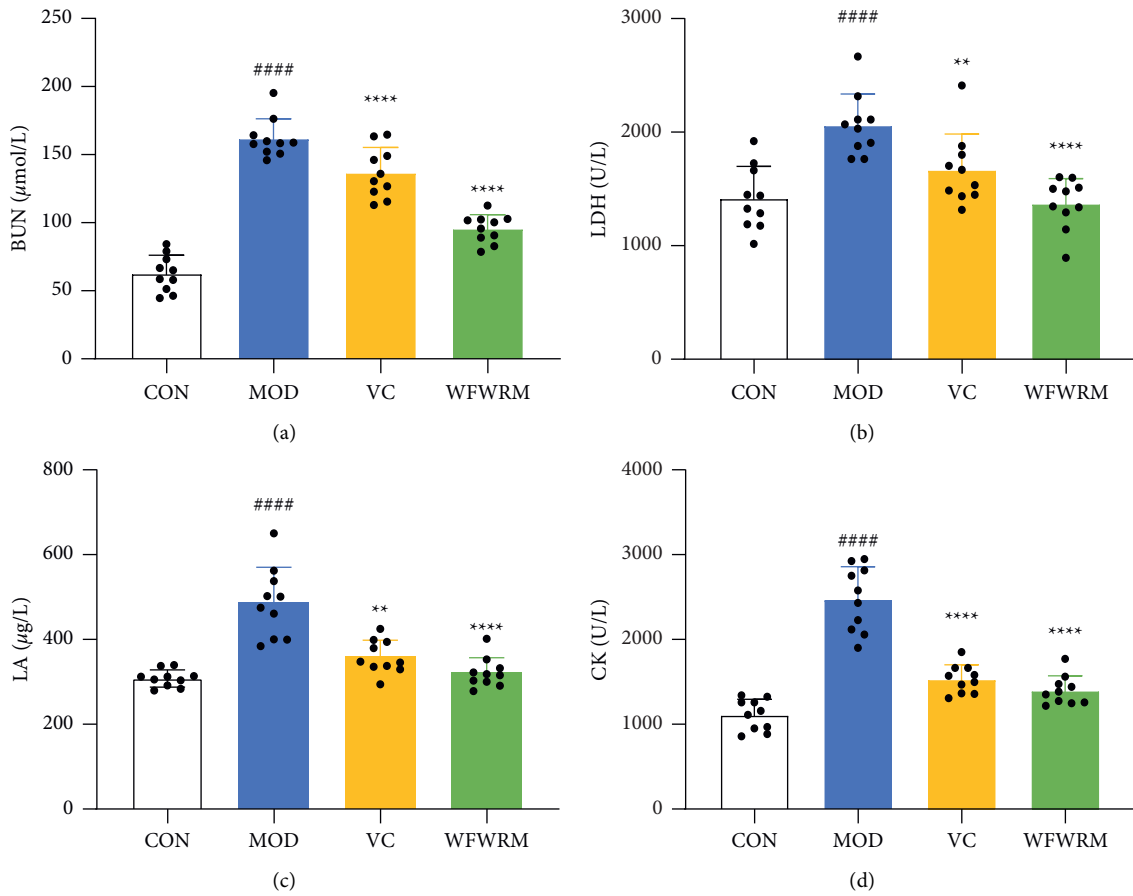 250
200
150
100
50
0
BUN (μmol/L)
####
****
****
CON MOD VC WFWRM
(a)
3000
2000
1000
0
LDH (U/L)
####
**
****
CON MOD VC WFWRM
(b)
800
600
400
200
0
LA (μg/L)
####
**
****
CON MOD VC WFWRM
(c)
4000
3000
2000
1000
0
CK (U/L)
####
****
****
CON MOD VC WFWRM
(d)